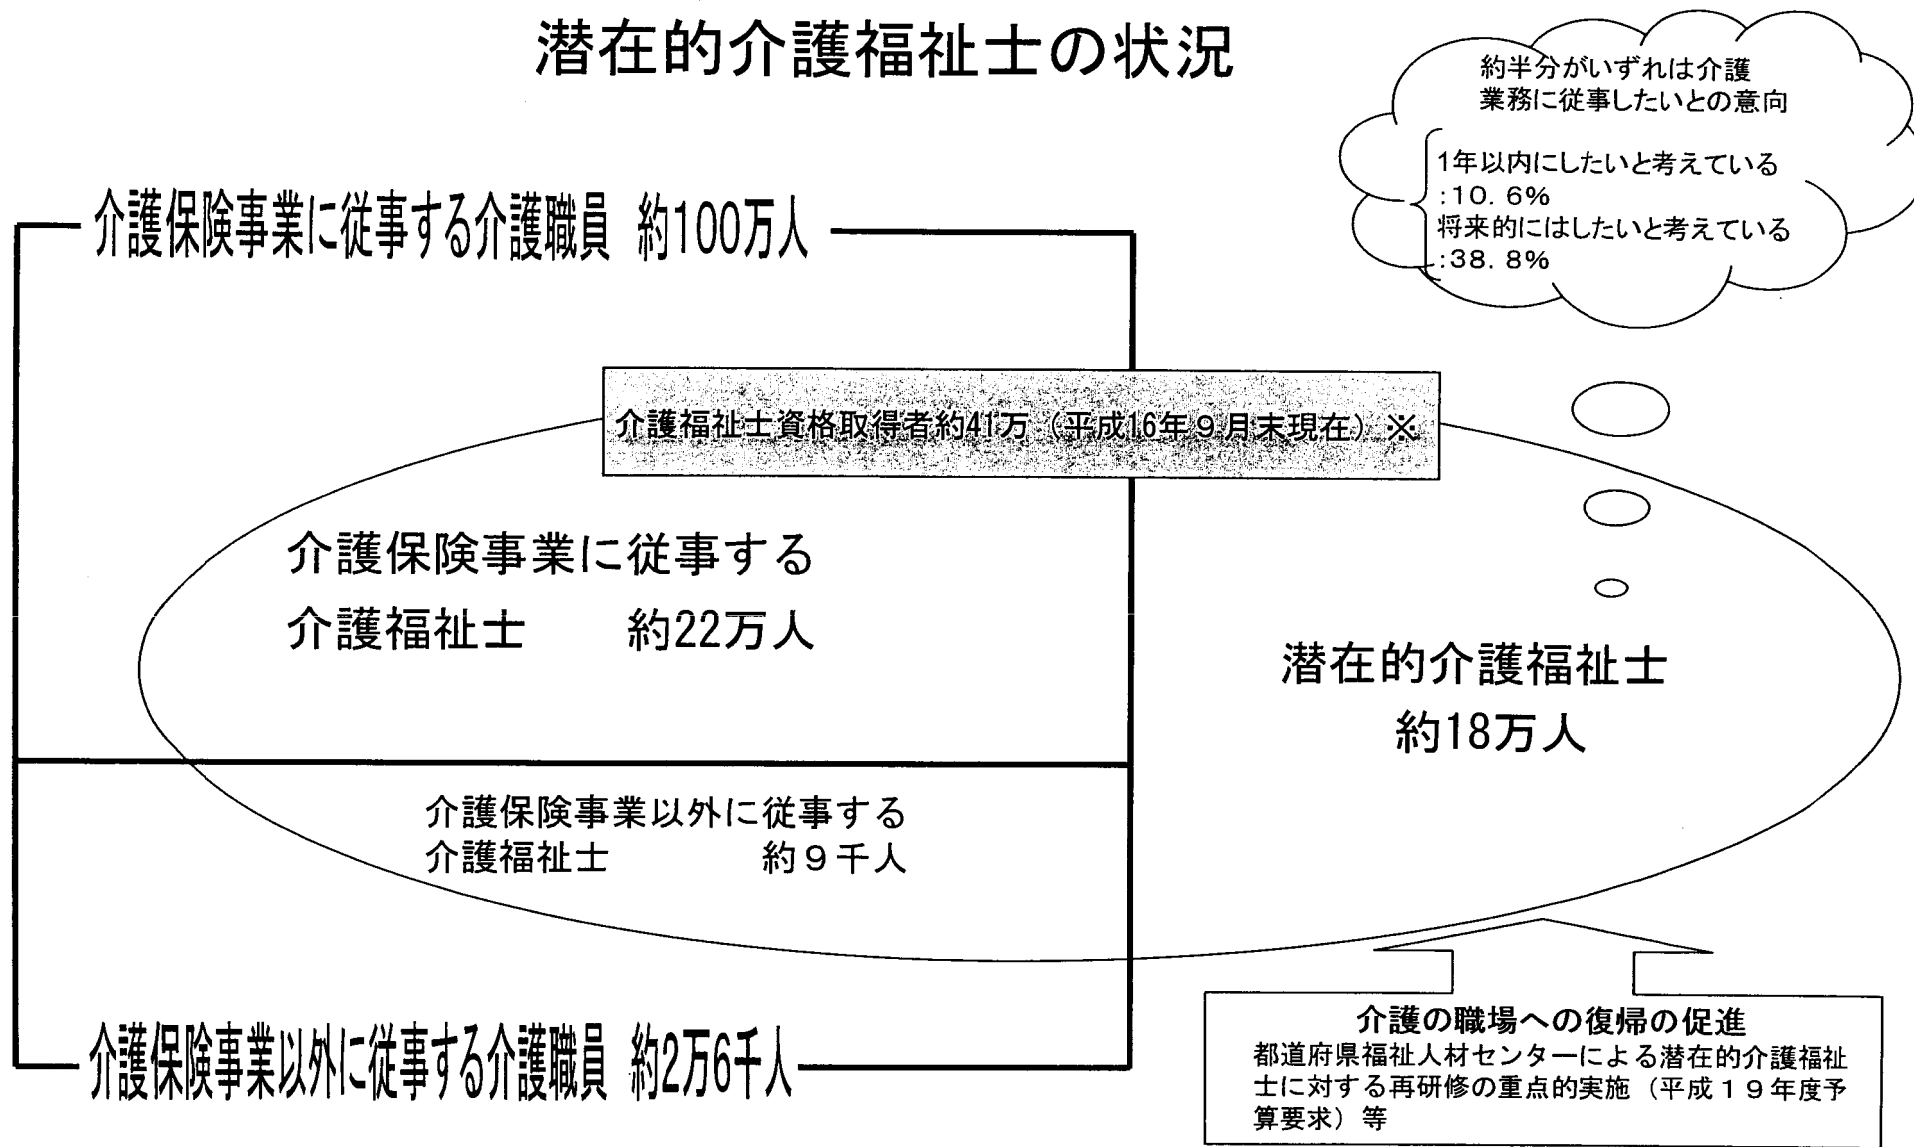 潜在的介護福祉士の状況
約半分がいずれは介護
業務に従事したいとの意向
1年以内にしたいと考えている
:10.6%
将来的にはしたいと考えている
:38.8%
介護保険事業に従事する介護職員 約100万人
介護福祉士資格取得者約41万(平成16年9月末現在)※
介護保険事業に従事する
介護福祉士 約22万人
潜在的介護福祉士
約18万人
介護保険事業以外に従事する
介護福祉士 約9千人
介護保険事業以外に従事する介護職員 約2万6千人
介護の職場への復帰の促進
都道府県福祉人材センターによる潜在的介護福祉
士に対する再研修の重点的実施(平成19年度予
算要求)等